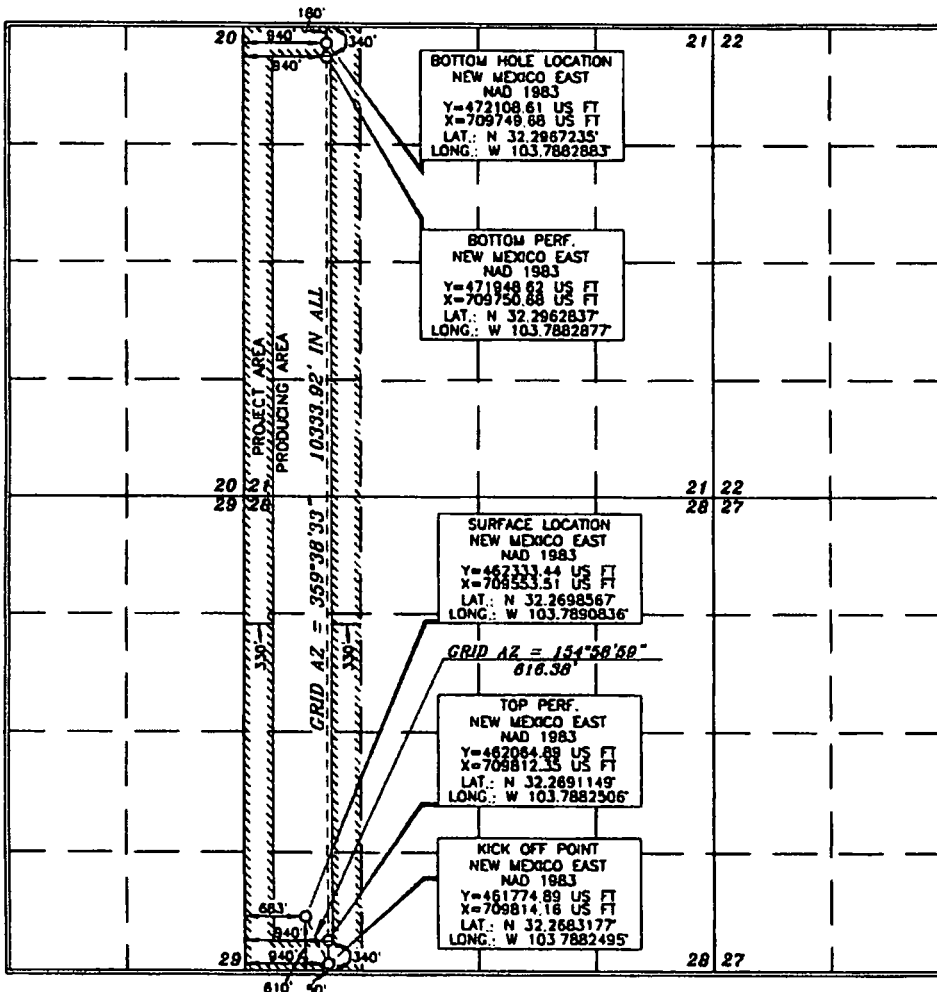 180'
20
940'
340'
21 22
940'
BOTTOM HOLE LOCATION
NEW MEXICO EAST
NAD 1983
Y=472108.61 US FT
X=709749.68 US FT
LAT.: N 32.2967235°
LONG.: W 103.7882883°
BOTTOM PERF.
NEW MEXICO EAST
NAD 1983
Y=471948.62 US FT
X=709750.68 US FT
LAT.: N 32.2962837°
LONG.: W 103.7882877°
PROJECT AREA
PRODUCING AREA
GRID AZ = 359°38'33" 10333.92' IN ALL
20 21
29 28
21 22
28 27
SURFACE LOCATION
NEW MEXICO EAST
NAD 1983
Y=462333.44 US FT
X=709553.51 US FT
LAT.: N 32.2698567°
LONG.: W 103.7890836°
330'
330'
GRID AZ = 154°56'59"
616.38'
TOP PERF.
NEW MEXICO EAST
NAD 1983
Y=462064.89 US FT
X=709812.35 US FT
LAT.: N 32.2691149°
LONG.: W 103.7882506°
KICK OFF POINT
NEW MEXICO EAST
NAD 1983
Y=461774.89 US FT
X=709814.16 US FT
LAT.: N 32.2683177°
LONG.: W 103.7882495°
683'
940'
940'
340'
29
28 27
610'
50'